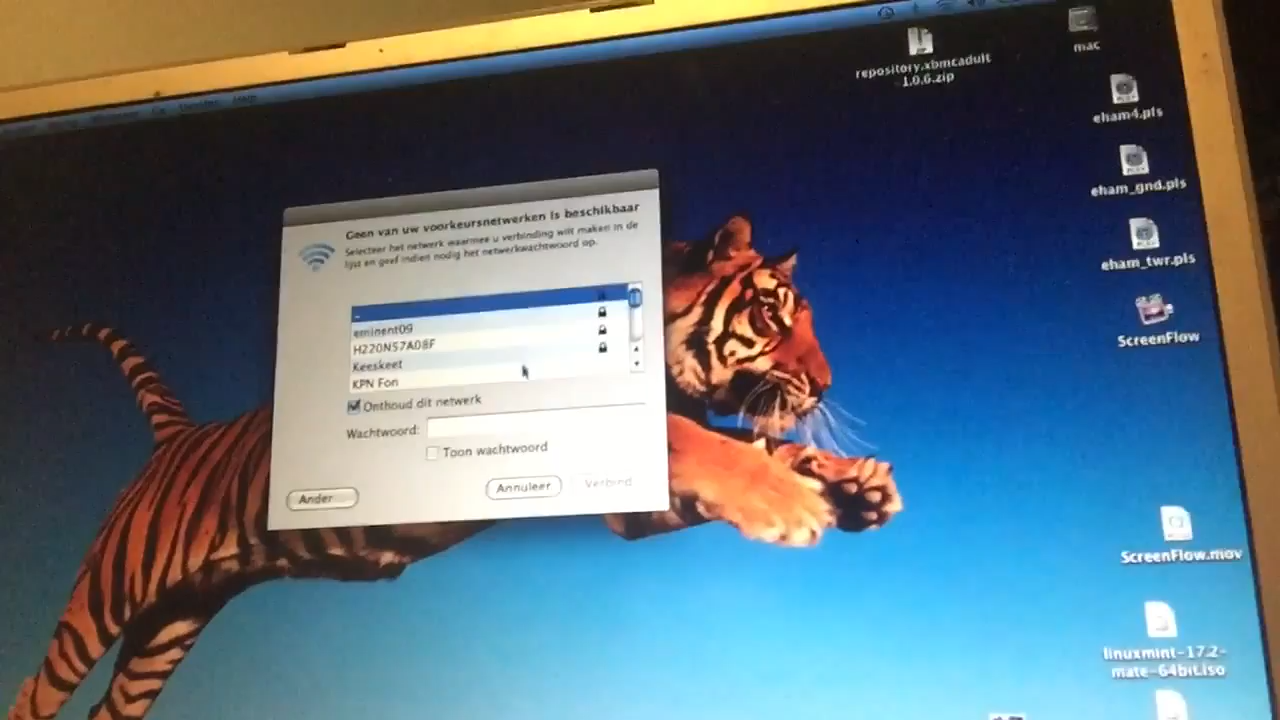 Help
repository.xbmcadult
-1.0.6.zip
mac
eham4.pls
eham_gnd.pls
eham_twr.pls
ScreenFlow
ScreenFlow.mov
linuxmint-17.2-
mate-64bit.iso
Geen van uw voorkeursnetwerken is beschikbaar
Selecteer het netwerk waarmee u verbinding wilt maken in de
lijst en geef indien nodig het netwerkwachtwoord op.
eminent09
H220N57A08F
Keeskeet
KPN Fon
Onthoud dit netwerk
Wachtwoord:
Toon wachtwoord
Ander
Annuleer
Verbind